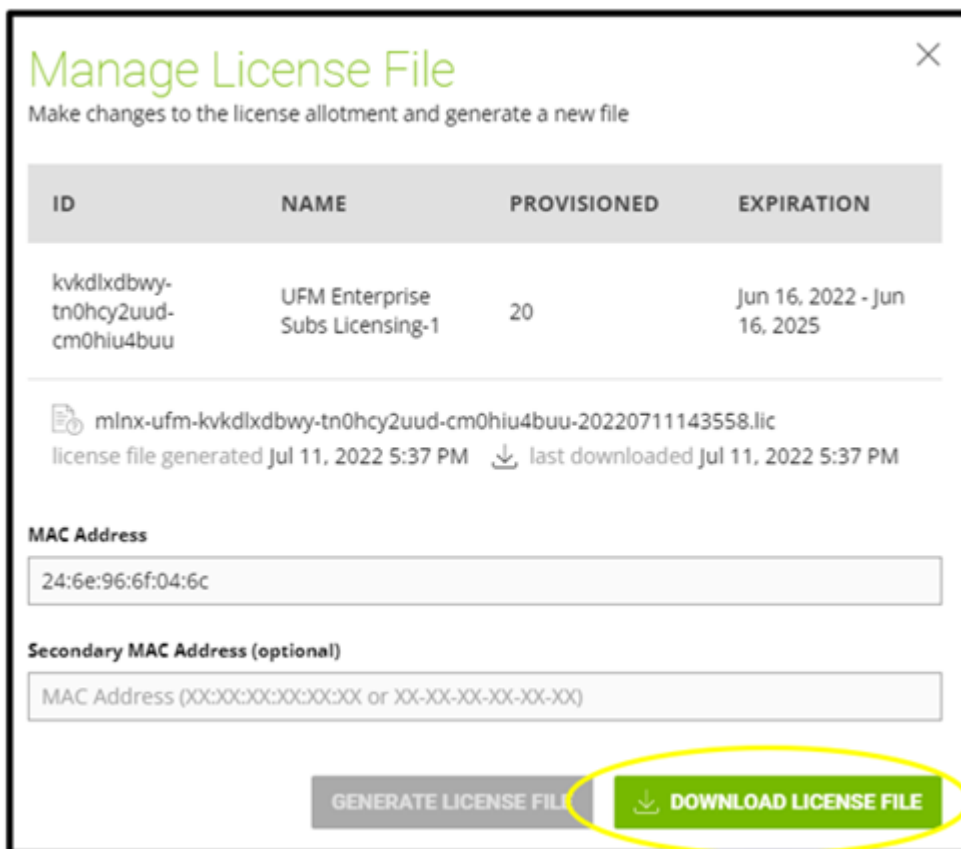 Manage License File
Make changes to the license allotment and generate a new file
ID NAME PROVISIONED EXPIRATION
kvkdlxdbwy-
tn0hcy2uud-
cm0hiu4buu
UFM Enterprise
Subs Licensing-1
20
Jun 16, 2022 - Jun
16, 2025
mlnx-ufm-kvkdlxdbwy-tn0hcy2uud-cm0hiu4buu-20220711143558.lic
license file generated Jul 11, 2022 5:37 PM last downloaded Jul 11, 2022 5:37 PM
MAC Address
24:6e:96:6f:04:6c
Secondary MAC Address (optional)
MAC Address (XX:XX:XX:XX:XX:XX or XX-XX-XX-XX-XX-XX)
GENERATE LICENSE FILE DOWNLOAD LICENSE FILE